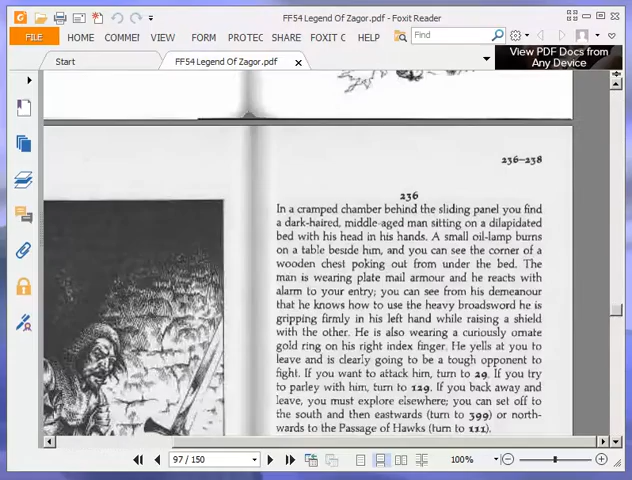 FF54 Legend Of Zagor.pdf - Foxit Reader
FILE HOME COMMEI VIEW FORM PROTEC SHARE FOXIT C HELP Find
Start FF54 Legend Of Zagor.pdf
View PDF Docs from
Any Device
236–238
236
In a cramped chamber behind the sliding panel you find
a dark-haired, middle-aged man sitting on a dilapidated
bed with his head in his hands. A small oil-lamp burns
on a table beside him, and you can see the corner of a
wooden chest poking out from under the bed. The
man is wearing plate mail armour and he reacts with
alarm to your entry; you can see from his demeanour
that he knows how to use the heavy broadsword he is
gripping firmly in his left hand while raising a shield
with the other. He is also wearing a curiously ornate
gold ring on his right index finger. He yells at you to
leave and is clearly going to be a tough opponent to
fight. If you want to attack him, turn to 29. If you try
to parley with him, turn to 129. If you back away and
leave, you must explore elsewhere; you can set off to
the south and then eastwards (turn to 399) or north-
wards to the Passage of Hawks (turn to 111).
97 / 150 100%